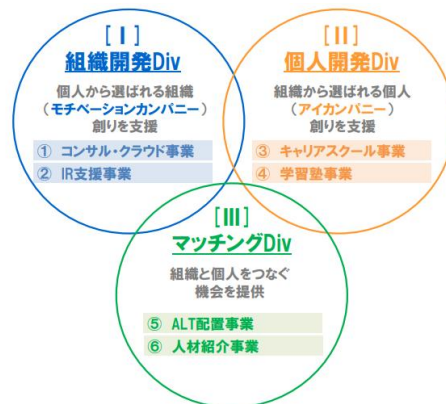 [Ⅰ]
組織開発Div
個人から選ばれる組織
（モチベーションカンパニー）
創りを支援
① コンサル・クラウド事業
② IR支援事業
[Ⅱ]
個人開発Div
組織から選ばれる個人
（アイカンパニー）
創りを支援
③ キャリアスクール事業
④ 学習塾事業
[Ⅲ]
マッチングDiv
組織と個人をつなぐ
機会を提供
⑤ ALT配置事業
⑥ 人材紹介事業